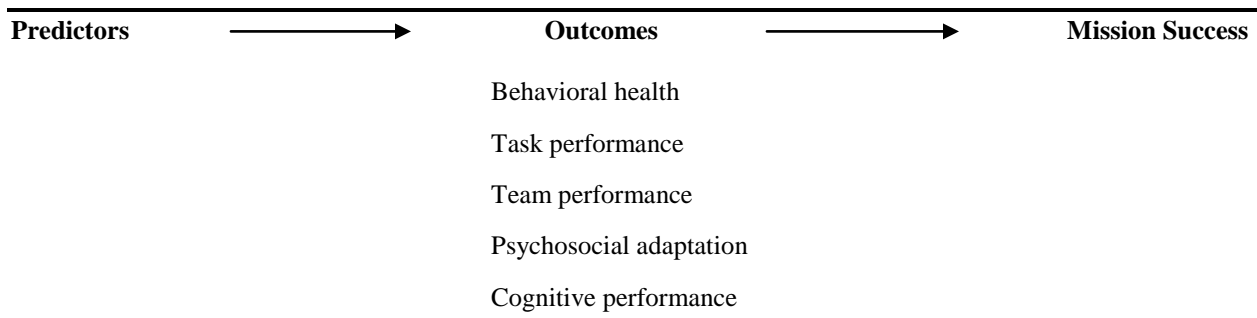 Predictors Outcomes Mission Success
Behavioral health
Task performance
Team performance
Psychosocial adaptation
Cognitive performance